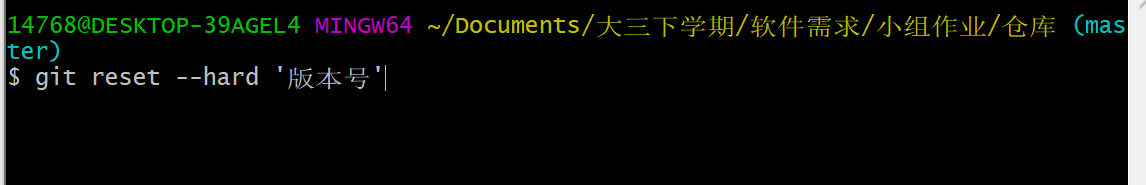 14768@DESKTOP-39AGEL4 MINGW64 ~/Documents/大三下学期/软件需求/小组作业/仓库 (mas
ter)
$ git reset --hard '版本号'